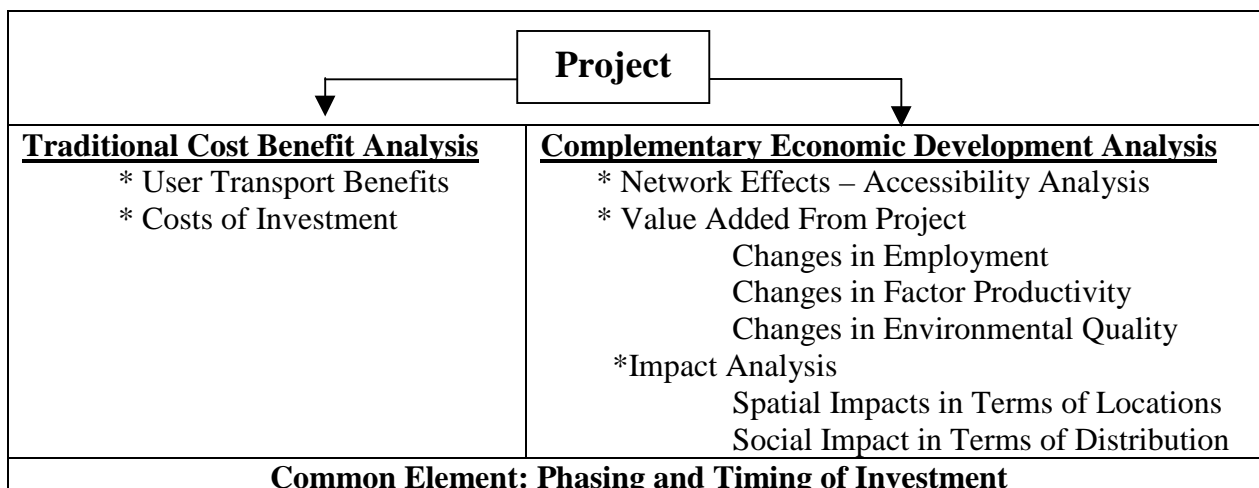 Project
Traditional Cost Benefit Analysis
* User Transport Benefits
* Costs of Investment
Complementary Economic Development Analysis
* Network Effects – Accessibility Analysis
* Value Added From Project
Changes in Employment
Changes in Factor Productivity
Changes in Environmental Quality
*Impact Analysis
Spatial Impacts in Terms of Locations
Social Impact in Terms of Distribution
Common Element: Phasing and Timing of Investment